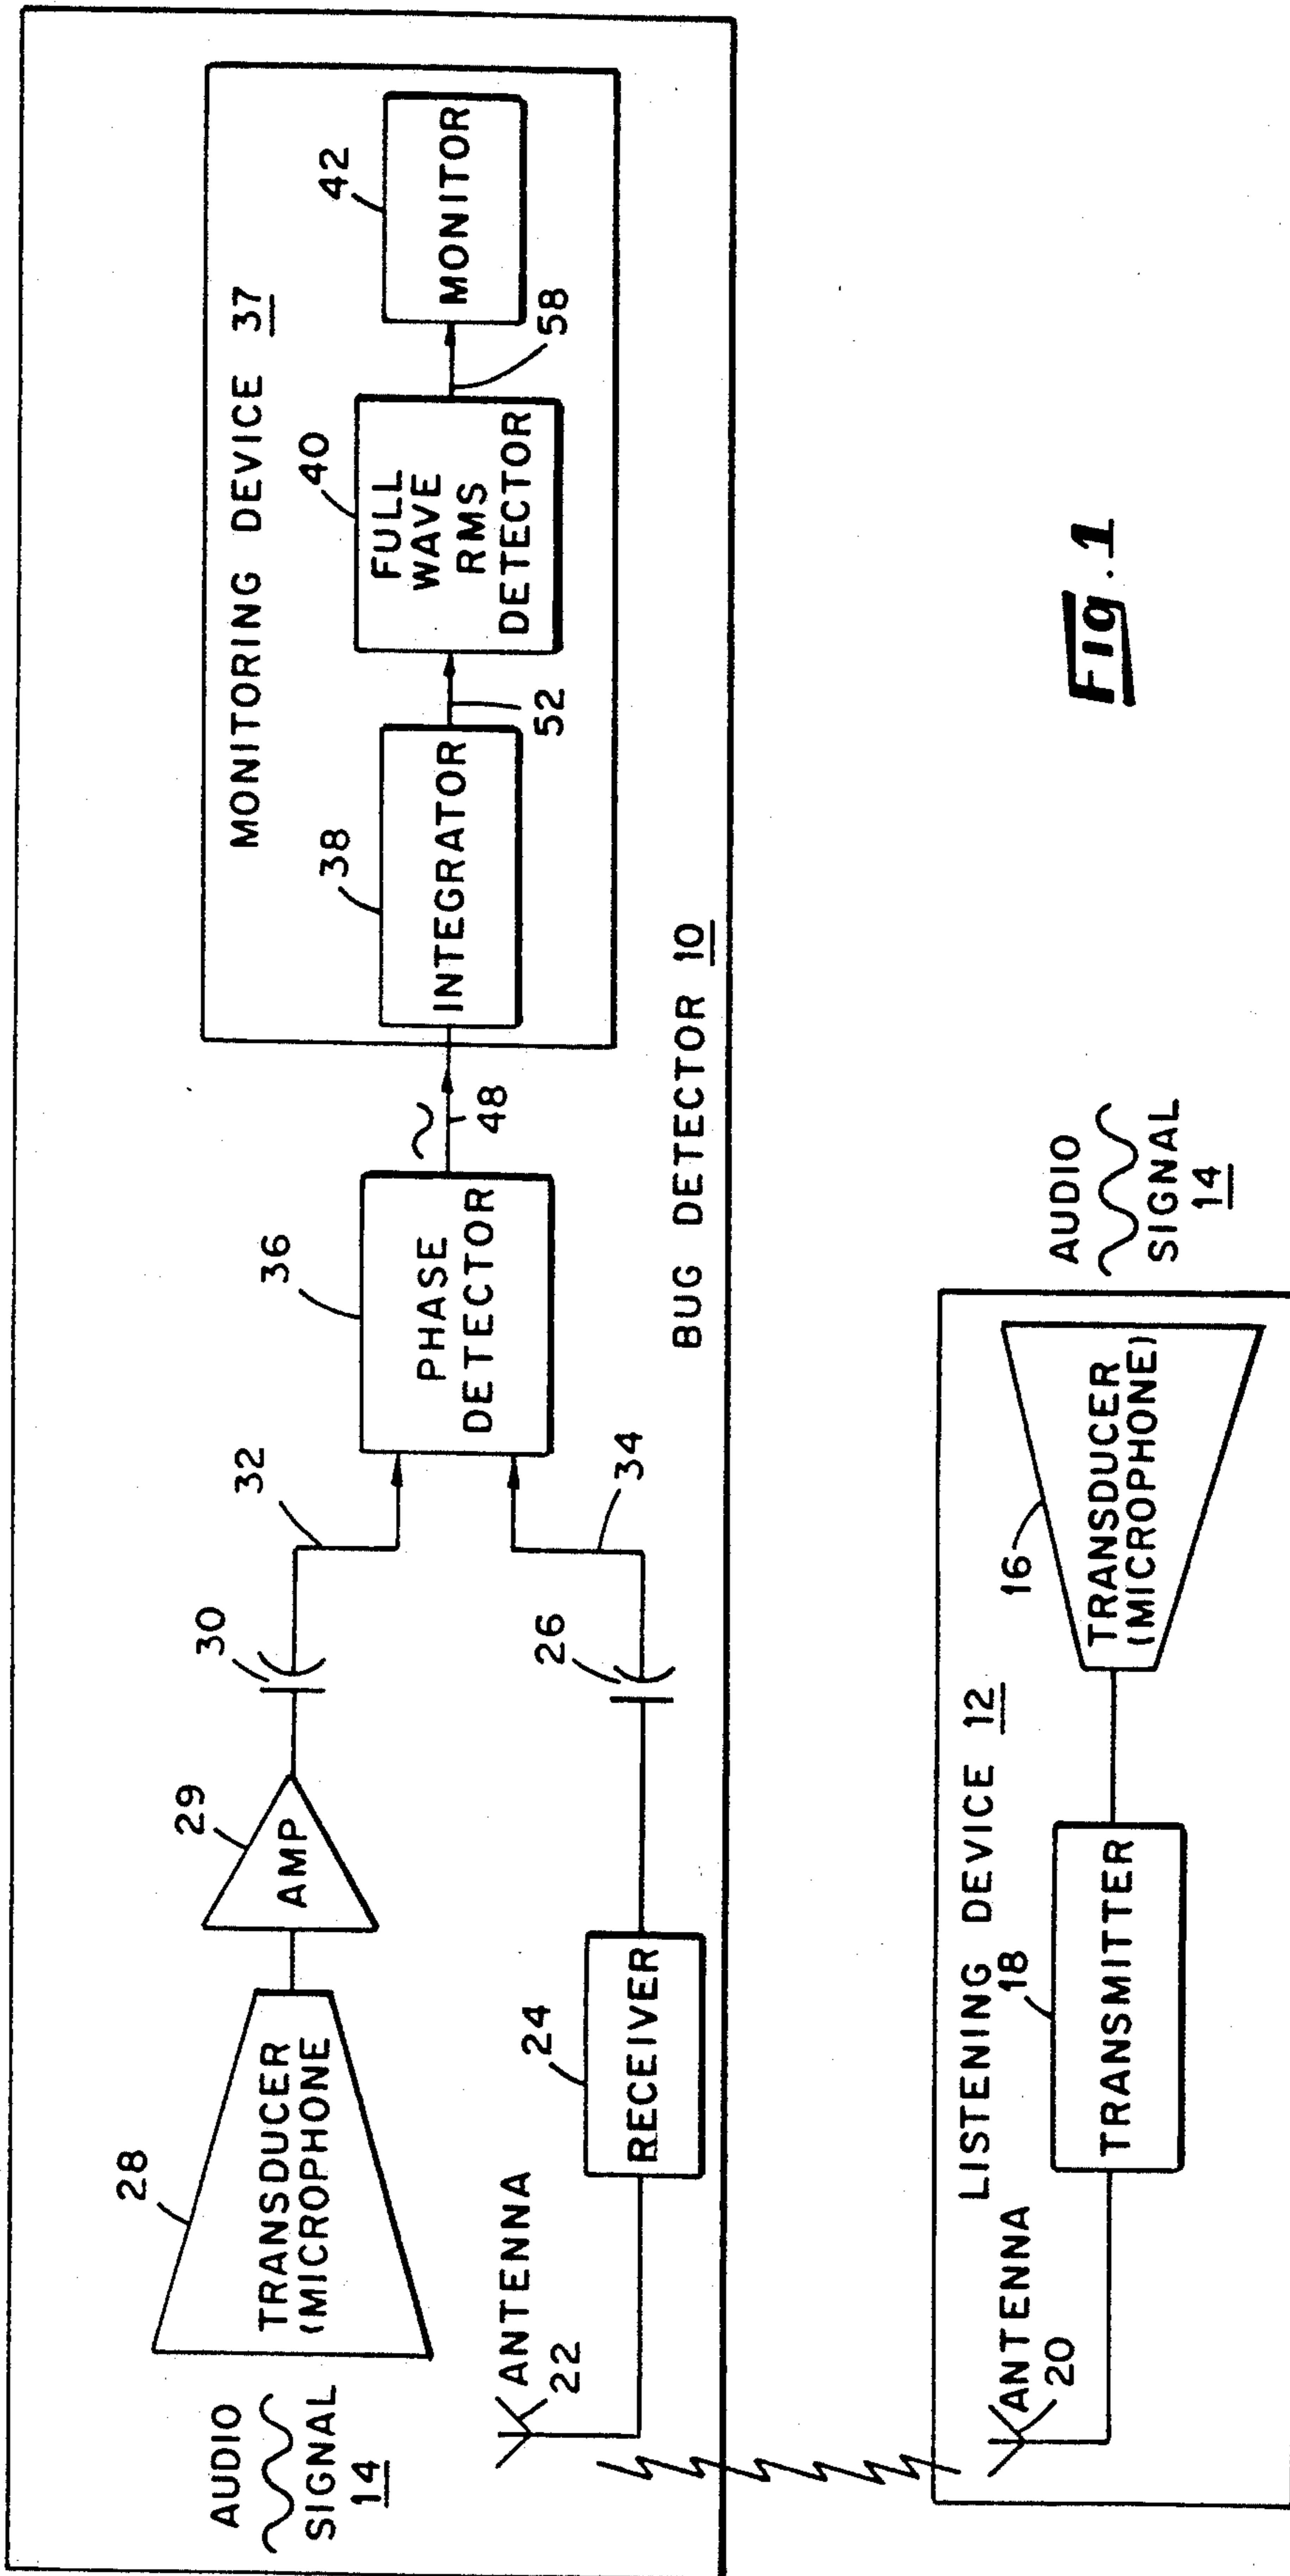 28
TRANSDUCER
(MICROPHONE
AUDIO
SIGNAL
14
29
AMP
30
32
36
PHASE
DETECTOR
48
MONITORING DEVICE 37
38
INTEGRATOR
52
40
FULL
WAVE
RMS
DETECTOR
58
42
MONITOR
ANTENNA
22
24
RECEIVER
26
34
BUG DETECTOR 10
LISTENING DEVICE 12
ANTENNA
20
18
TRANSMITTER
16
TRANSDUCER
(MICROPHONE)
AUDIO
SIGNAL
14
Fig. 1